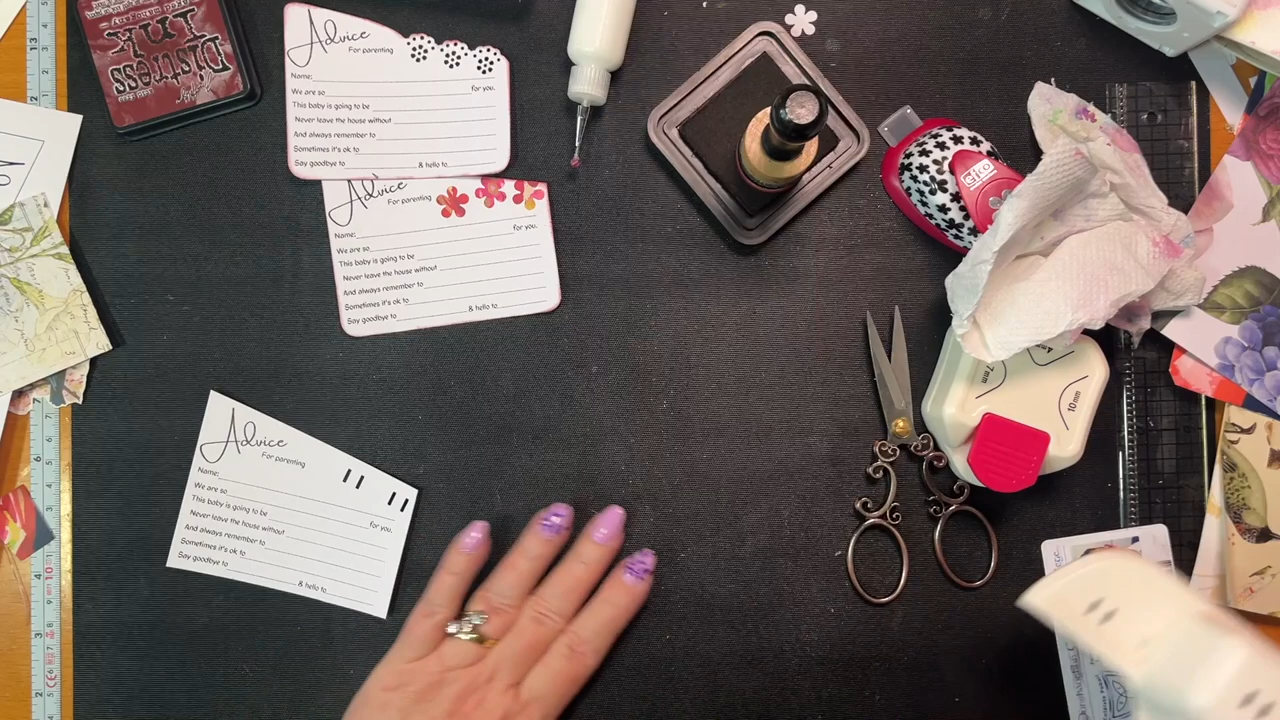 Distress
Ink
Advice
For parenting
Name:
We are so for you.
This baby is going to be
Never leave the house without
And always remember to
Sometimes it's ok to
Say goodbye to & hello to
Advice
For parenting
Name:
We are so for you.
This baby is going to be
Never leave the house without
And always remember to
Sometimes it's ok to
Say goodbye to & hello to
efco
7mm
10mm
Advice
For parenting
Name:
We are so for you.
This baby is going to be
Never leave the house without
And always remember to
Sometimes it's ok to
Say goodbye to & hello to